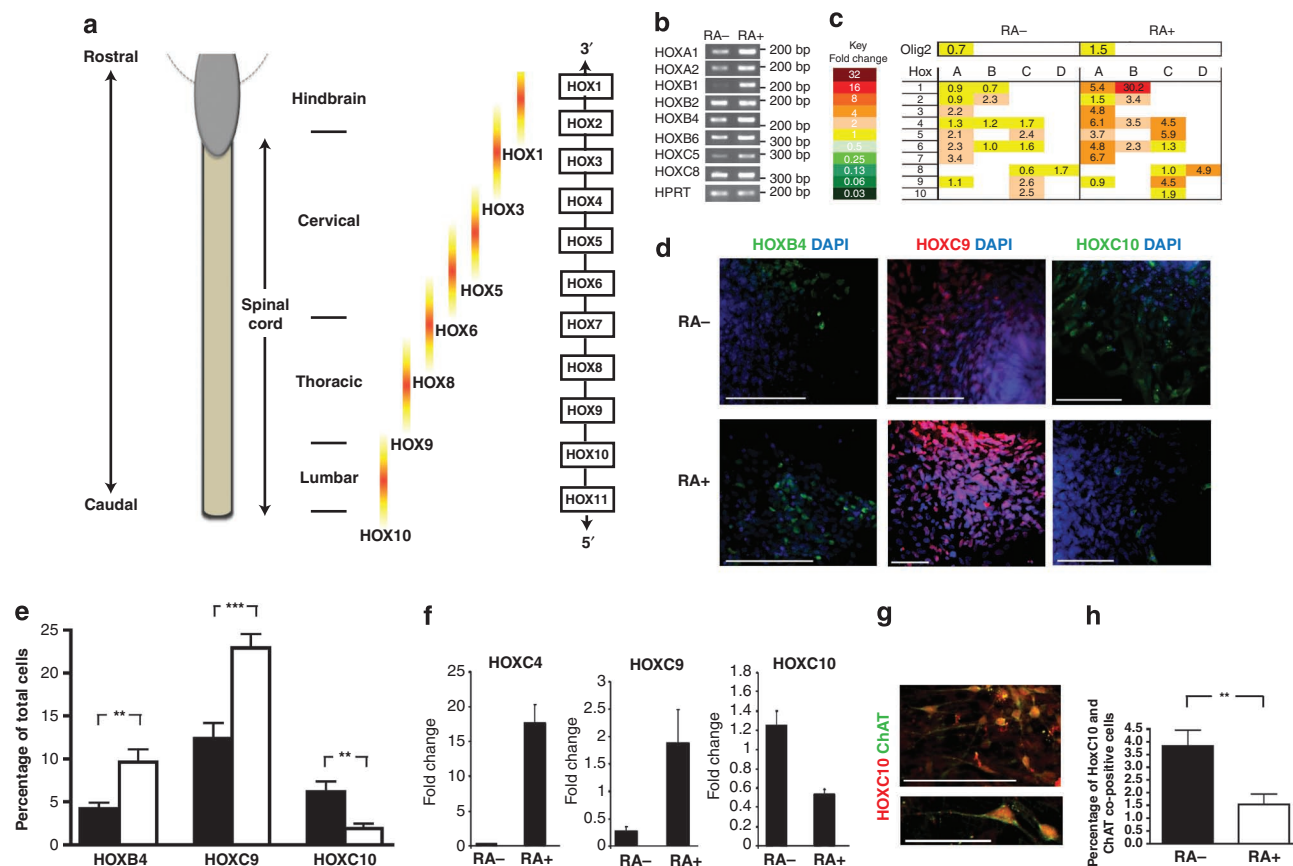 a
Rostral
Caudal
Spinal
cord
Hindbrain
Cervical
Thoracic
Lumbar
HOX1
HOX3
HOX5
HOX6
HOX8
HOX9
HOX10
3′
HOX1
HOX2
HOX3
HOX4
HOX5
HOX6
HOX7
HOX8
HOX9
HOX10
HOX11
5′
b
RA– RA+
HOXA1 200 bp
HOXA2
HOXB1 200 bp
HOXB2 200 bp
HOXB4
200 bp
HOXB6 300 bp
HOXC5 300 bp
HOXC8 300 bp
HPRT 200 bp
c
Key
Fold change
32
16
8
4
2
1
0.5
0.25
0.13
0.06
0.03
RA– RA+
Olig2 0.7 1.5
Hox A B C D A B C D
1 0.9 0.7 5.4 30.2
2 0.9 2.3 1.5 3.4
3 2.2 4.8
4 1.3 1.2 1.7 6.1 3.5 4.5
5 2.1 2.4 3.7 5.9
6 2.3 1.0 1.6 4.8 2.3 1.3
7 3.4 6.7
8 0.6 1.7 1.0 4.9
9 1.1 2.6 0.9 4.5
10 2.5 1.9
d
HOXB4 DAPI HOXC9 DAPI HOXC10 DAPI
RA–
RA+
e
Percentage of total cells
25
20
15
10
5
0
** *** **
HOXB4 HOXC9 HOXC10
f
HOXC4
Fold change
25
20
15
10
5
0
RA– RA+
HOXC9
Fold change
3
2.5
2
1.5
1
0.9
0
RA– RA+
HOXC10
Fold change
1.8
1.6
1.4
1.2
1
0.8
0.6
0.4
0.2
0
RA– RA+
g
HOXC10 ChAT
h
Percentage of HoxC10 and
ChAT co-positive cells
4.5
4.0
3.5
3.0
2.5
2.0
1.5
1.0
0.5
0.0
**
RA– RA+